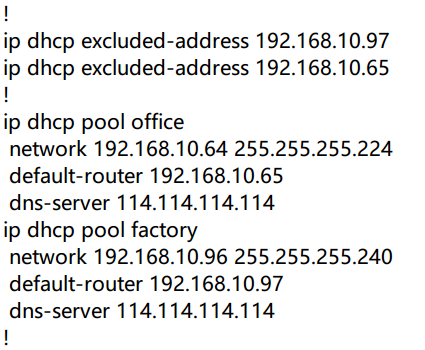 !
ip dhcp excluded-address 192.168.10.97
ip dhcp excluded-address 192.168.10.65
!
ip dhcp pool office
network 192.168.10.64 255.255.255.224
default-router 192.168.10.65
dns-server 114.114.114.114
ip dhcp pool factory
network 192.168.10.96 255.255.255.240
default-router 192.168.10.97
dns-server 114.114.114.114
!